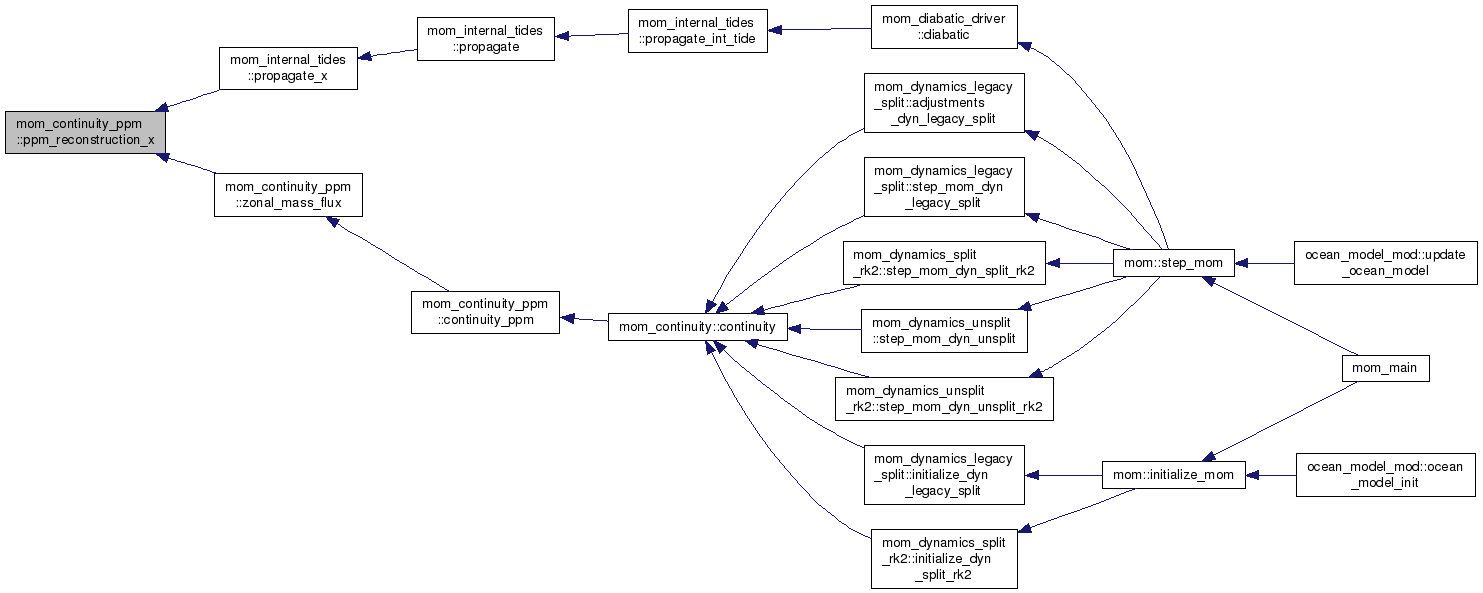 mom_continuity_ppm
::ppm_reconstruction_x
mom_internal_tides
::propagate_x
mom_internal_tides
::propagate
mom_internal_tides
::propagate_int_tide
mom_diabatic_driver
::diabatic
mom_continuity_ppm
::zonal_mass_flux
mom_continuity_ppm
::continuity_ppm
mom_continuity::continuity
mom_dynamics_legacy
_split::adjustments
_dyn_legacy_split
mom_dynamics_legacy
_split::step_mom_dyn
_legacy_split
mom_dynamics_split
_rk2::step_mom_dyn_split_rk2
mom_dynamics_unsplit
::step_mom_dyn_unsplit
mom_dynamics_unsplit
_rk2::step_mom_dyn_unsplit_rk2
mom_dynamics_legacy
_split::initialize_dyn
_legacy_split
mom_dynamics_split
_rk2::initialize_dyn
_split_rk2
mom::step_mom
mom::initialize_mom
ocean_model_mod::update
_ocean_model
mom_main
ocean_model_mod::ocean
_model_init